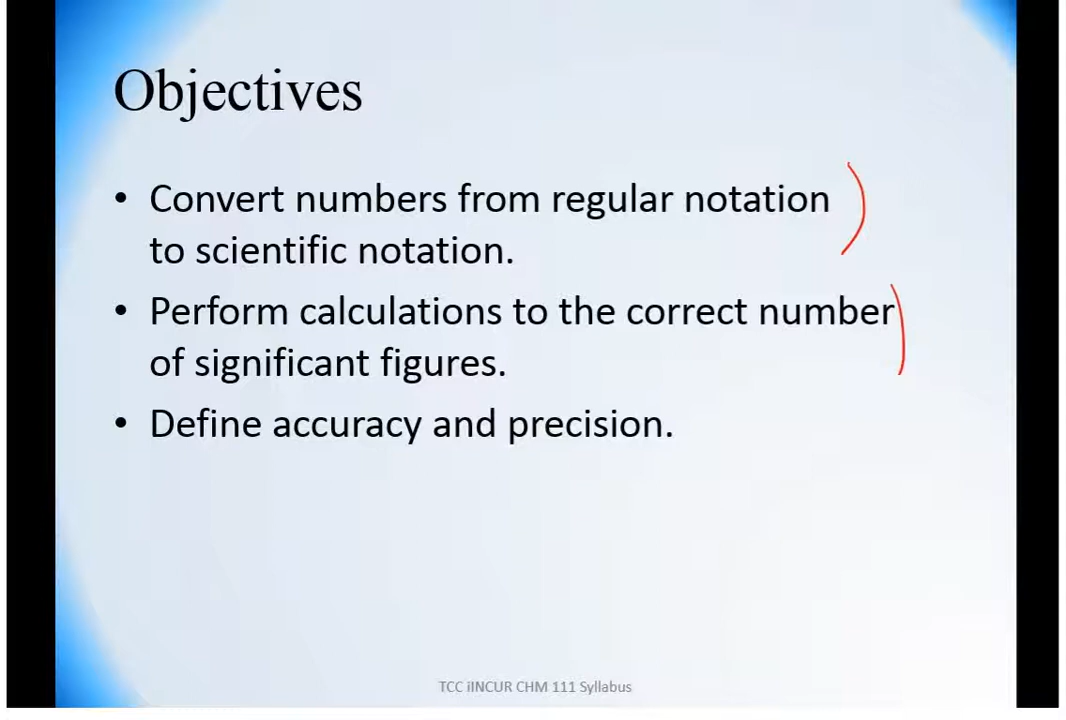 Objectives
• Convert numbers from regular notation
to scientific notation.
• Perform calculations to the correct number
of significant figures.
• Define accuracy and precision.
TCC iINCUR CHM 111 Syllabus